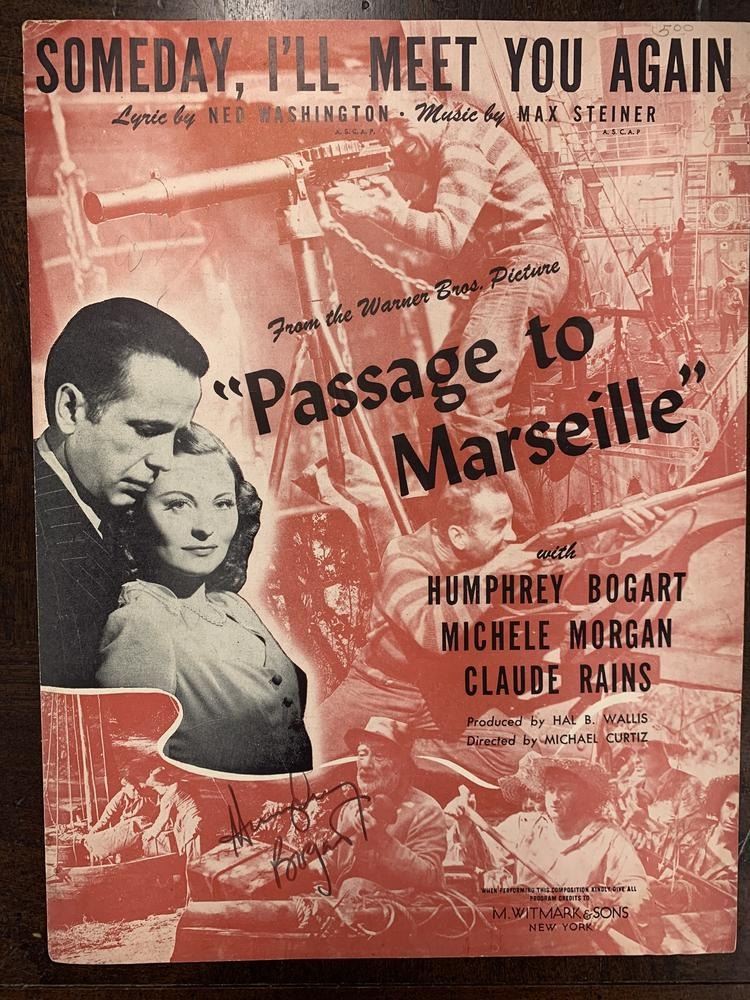 500
SOMEDAY, I'LL MEET YOU AGAIN
Lyric by NED WASHINGTON • Music by MAX STEINER
A.S.C.A.P. A.S.C.A.P
From the Warner Bros. Picture
"Passage to
Marseille"
with
HUMPHREY BOGART
MICHELE MORGAN
CLAUDE RAINS
Produced by HAL B. WALLIS
Directed by MICHAEL CURTIZ
Humphrey
Bogart
WHEN PERFORMING THIS COMPOSITION KINDLY GIVE ALL
PROGRAM CREDITS TO
M. WITMARK & SONS
NEW YORK